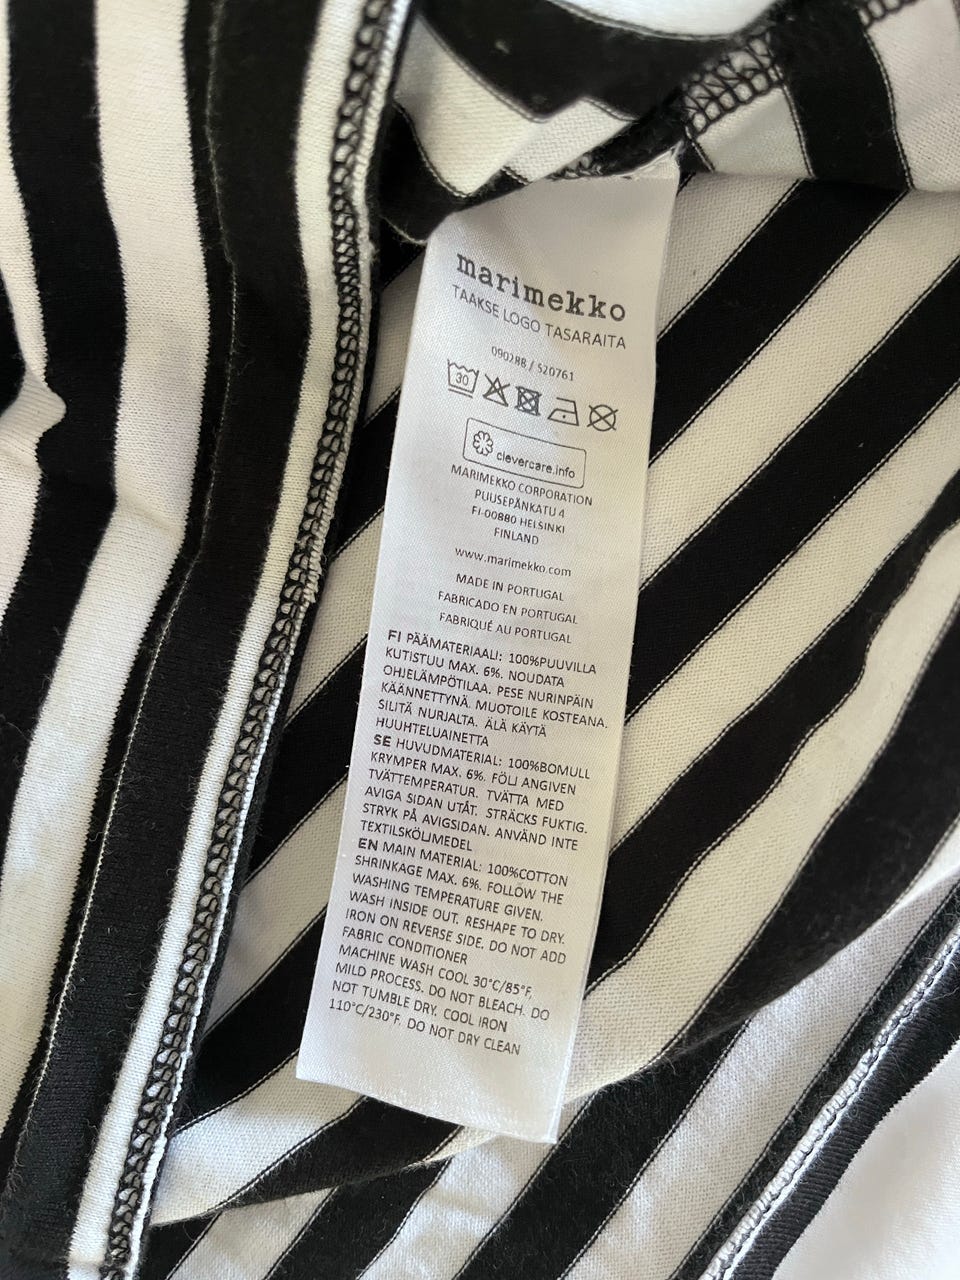 marimekko
TAAKSE LOGO TASARAITA
090288 / 520761
30
clevercare.info
MARIMEKKO CORPORATION
PUUSEPÄNKATU 4
FI-00880 HELSINKI
FINLAND
www.marimekko.com
MADE IN PORTUGAL
FABRICADO EN PORTUGAL
FABRIQUÉ AU PORTUGAL
FI PÄÄMATERIAALI: 100%PUUVILLA
KUTISTUU MAX. 6%. NOUDATA
OHJELÄMPÖTILAA. PESE NURINPÄIN
KÄÄNNETTYNÄ. MUOTOILE KOSTEANA.
SILITÄ NURJALTA. ÄLÄ KÄYTÄ
HUUHTELUAINETTA
SE HUVUDMATERIAL: 100%BOMULL
KRYMPER MAX. 6%. FÖLJ ANGIVEN
TVÄTTEMPERATUR. TVÄTTA MED
AVIGA SIDAN UTÅT. STRÄCKS FUKTIG.
STRYK PÅ AVIGSIDAN. ANVÄND INTE
TEXTILSKÖLJMEDEL
EN MAIN MATERIAL: 100%COTTON
SHRINKAGE MAX. 6%. FOLLOW THE
WASHING TEMPERATURE GIVEN.
WASH INSIDE OUT. RESHAPE TO DRY.
IRON ON REVERSE SIDE. DO NOT ADD
FABRIC CONDITIONER
MACHINE WASH COOL 30°C/85°F,
MILD PROCESS. DO NOT BLEACH. DO
NOT TUMBLE DRY. COOL IRON
110°C/230°F, DO NOT DRY CLEAN